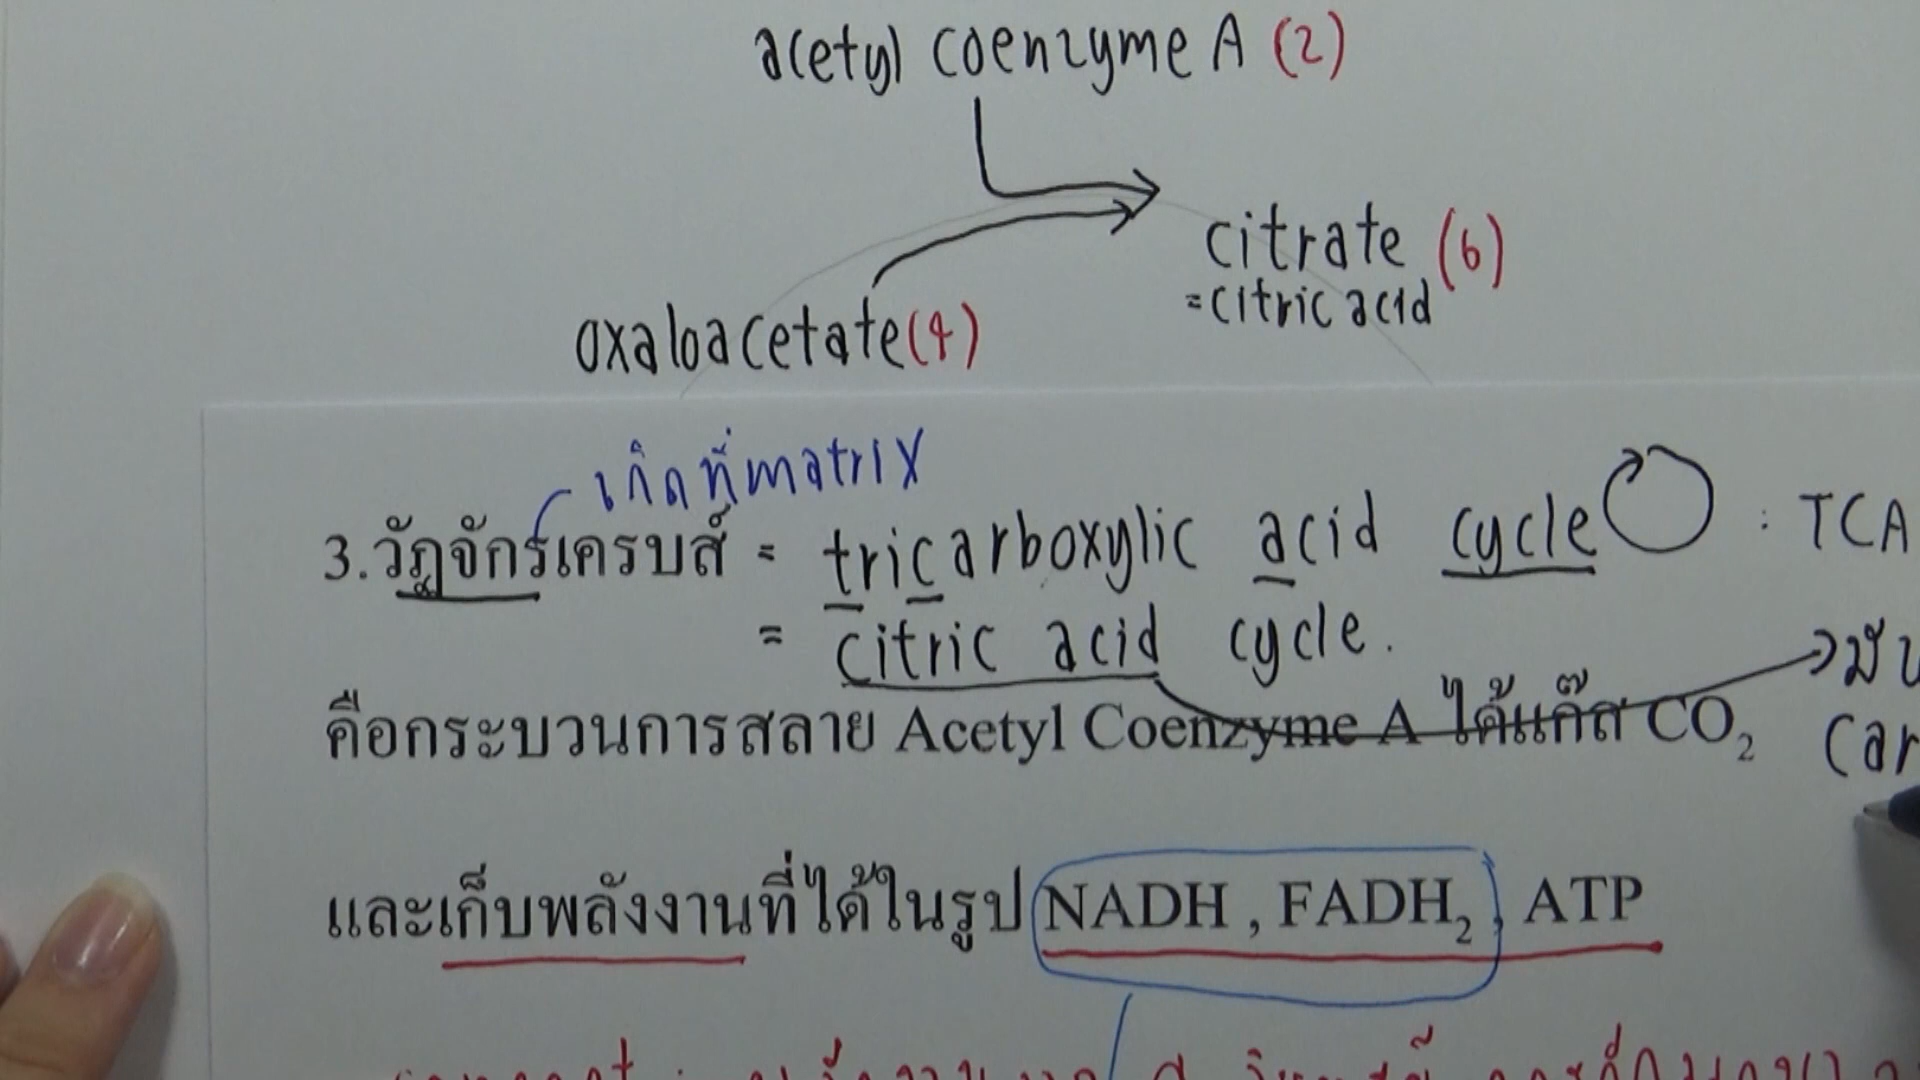 acetyl coenzyme A (2)
citrate (6)
= citric acid
oxaloacetate (4)
เกิดที่ matrix
3. วัฏจักรเครบส์ = tricarboxylic acid cycle : TCA
= citric acid cycle.
คือกระบวนการสลาย Acetyl Coenzyme A ได้แก๊ส CO₂
และเก็บพลังงานที่ได้ในรูป NADH , FADH₂ , ATP